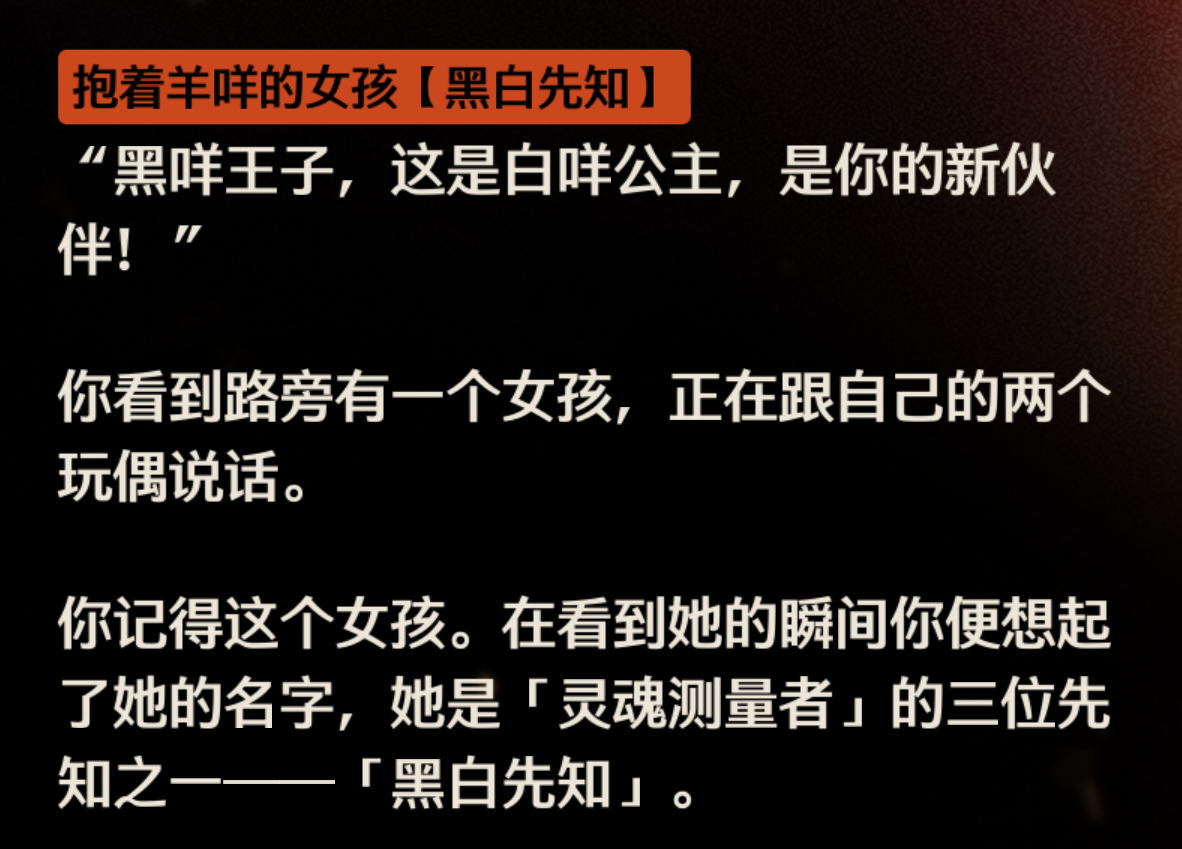 抱着羊咩的女孩【黑白先知】
“黑咩王子，这是白咩公主，是你的新伙
伴！”
你看到路旁有一个女孩，正在跟自己的两个
玩偶说话。
你记得这个女孩。在看到她的瞬间你便想起
了她的名字，她是「灵魂测量者」的三位先
知之一——「黑白先知」。